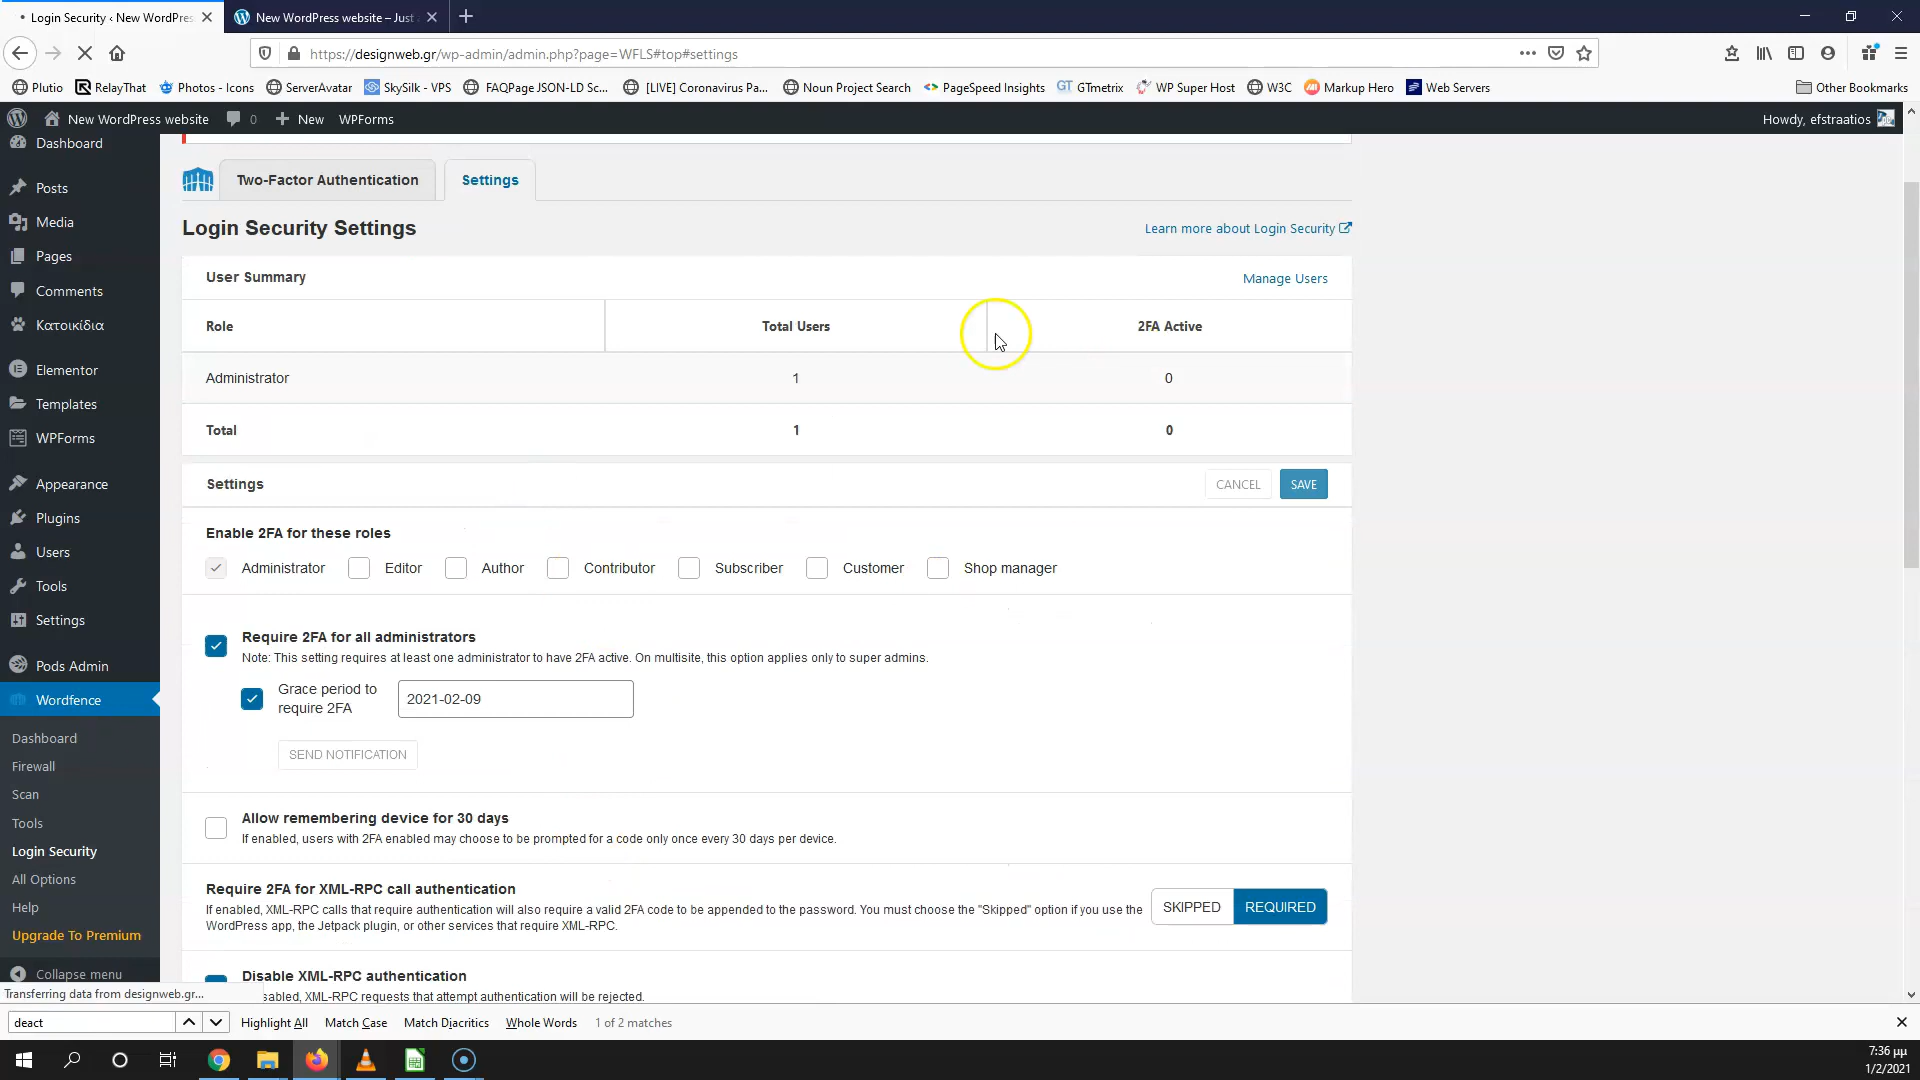 Login Security ‹ New WordPres
New WordPress website – Just
https://designweb.gr/wp-admin/admin.php?page=WFLS#top#settings
Plutio
RelayThat
Photos - Icons
ServerAvatar
SkySilk - VPS
FAQPage JSON-LD Sc...
[LIVE] Coronavirus Pa...
Noun Project Search
PageSpeed Insights
GTmetrix
WP Super Host
W3C
Markup Hero
Web Servers
Other Bookmarks
New WordPress website
0
New
WPForms
Howdy, efstraatios
Dashboard
Posts
Media
Pages
Comments
Κατοικίδια
Elementor
Templates
WPForms
Appearance
Plugins
Users
Tools
Settings
Pods Admin
Wordfence
Dashboard
Firewall
Scan
Tools
Login Security
All Options
Help
Upgrade To Premium
Collapse menu
Two-Factor Authentication
Settings
Login Security Settings
Learn more about Login Security
User Summary
Manage Users
Role
Total Users
2FA Active
Administrator
1
0
Total
1
0
Settings
CANCEL
SAVE
Enable 2FA for these roles
Administrator
Editor
Author
Contributor
Subscriber
Customer
Shop manager
Require 2FA for all administrators
Note: This setting requires at least one administrator to have 2FA active. On multisite, this option applies only to super admins.
Grace period to
require 2FA
2021-02-09
SEND NOTIFICATION
Allow remembering device for 30 days
If enabled, users with 2FA enabled may choose to be prompted for a code only once every 30 days per device.
Require 2FA for XML-RPC call authentication
If enabled, XML-RPC calls that require authentication will also require a valid 2FA code to be appended to the password. You must choose the "Skipped" option if you use the
WordPress app, the Jetpack plugin, or other services that require XML-RPC.
SKIPPED
REQUIRED
Disable XML-RPC authentication
sabled, XML-RPC requests that attempt authentication will be rejected.
Transferring data from designweb.gr...
deact
Highlight All
Match Case
Match Diacritics
Whole Words
1 of 2 matches
7:36 μμ
1/2/2021